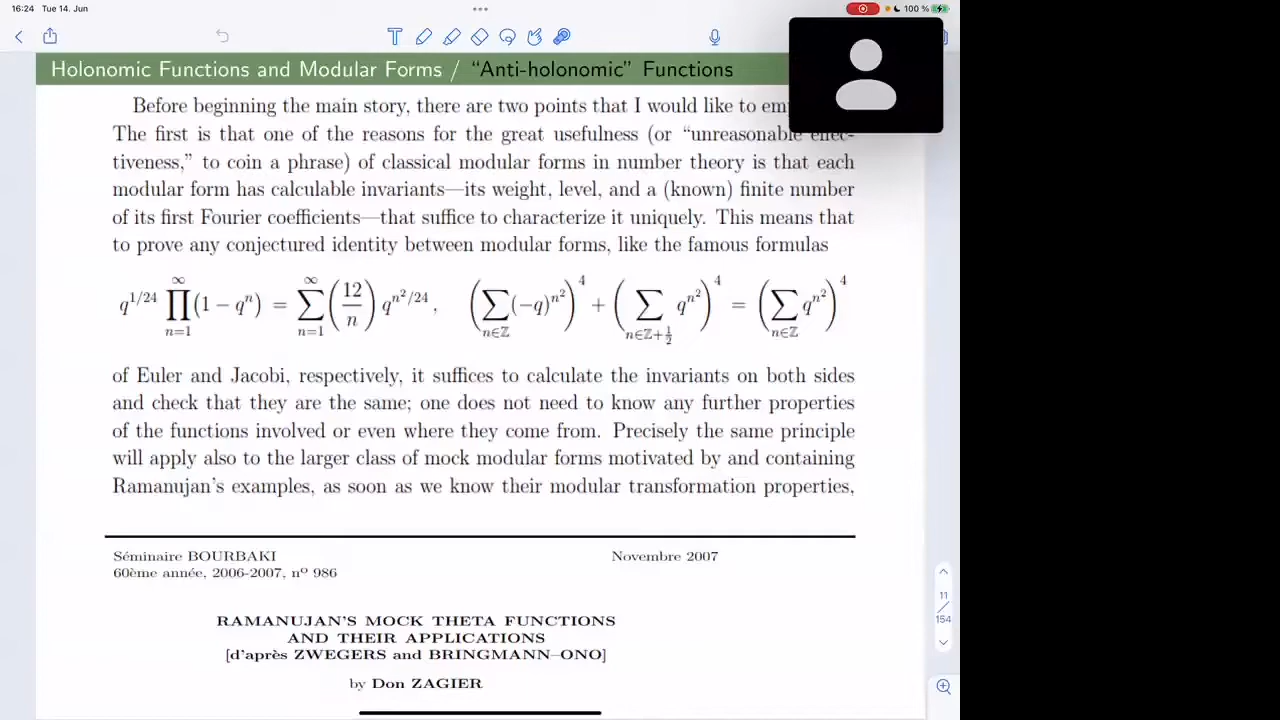 16:24 Tue 14. Jun
100 %
Holonomic Functions and Modular Forms / "Anti-holonomic" Functions
Before beginning the main story, there are two points that I would like to
The first is that one of the reasons for the great usefulness (or "unreasonable effec-
tiveness," to coin a phrase) of classical modular forms in number theory is that each
modular form has calculable invariants—its weight, level, and a (known) finite number
of its first Fourier coefficients—that suffice to characterize it uniquely. This means that
to prove any conjectured identity between modular forms, like the famous formulas
q^{1/24} ∏_{n=1}^{∞} (1 − q^n) = ∑_{n=1}^{∞} (12/n) q^{n²/24} , (∑_{n∈ℤ} (−q)^{n²})^4 + (∑_{n∈ℤ+½} q^{n²})^4 = (∑_{n∈ℤ} q^{n²})^4
of Euler and Jacobi, respectively, it suffices to calculate the invariants on both sides
and check that they are the same; one does not need to know any further properties
of the functions involved or even where they come from. Precisely the same principle
will apply also to the larger class of mock modular forms motivated by and containing
Ramanujan's examples, as soon as we know their modular transformation properties,
Séminaire BOURBAKI Novembre 2007
60ème année, 2006-2007, nº 986
RAMANUJAN'S MOCK THETA FUNCTIONS
AND THEIR APPLICATIONS
[d'après ZWEGERS and BRINGMANN–ONO]
by Don ZAGIER
11
/
154